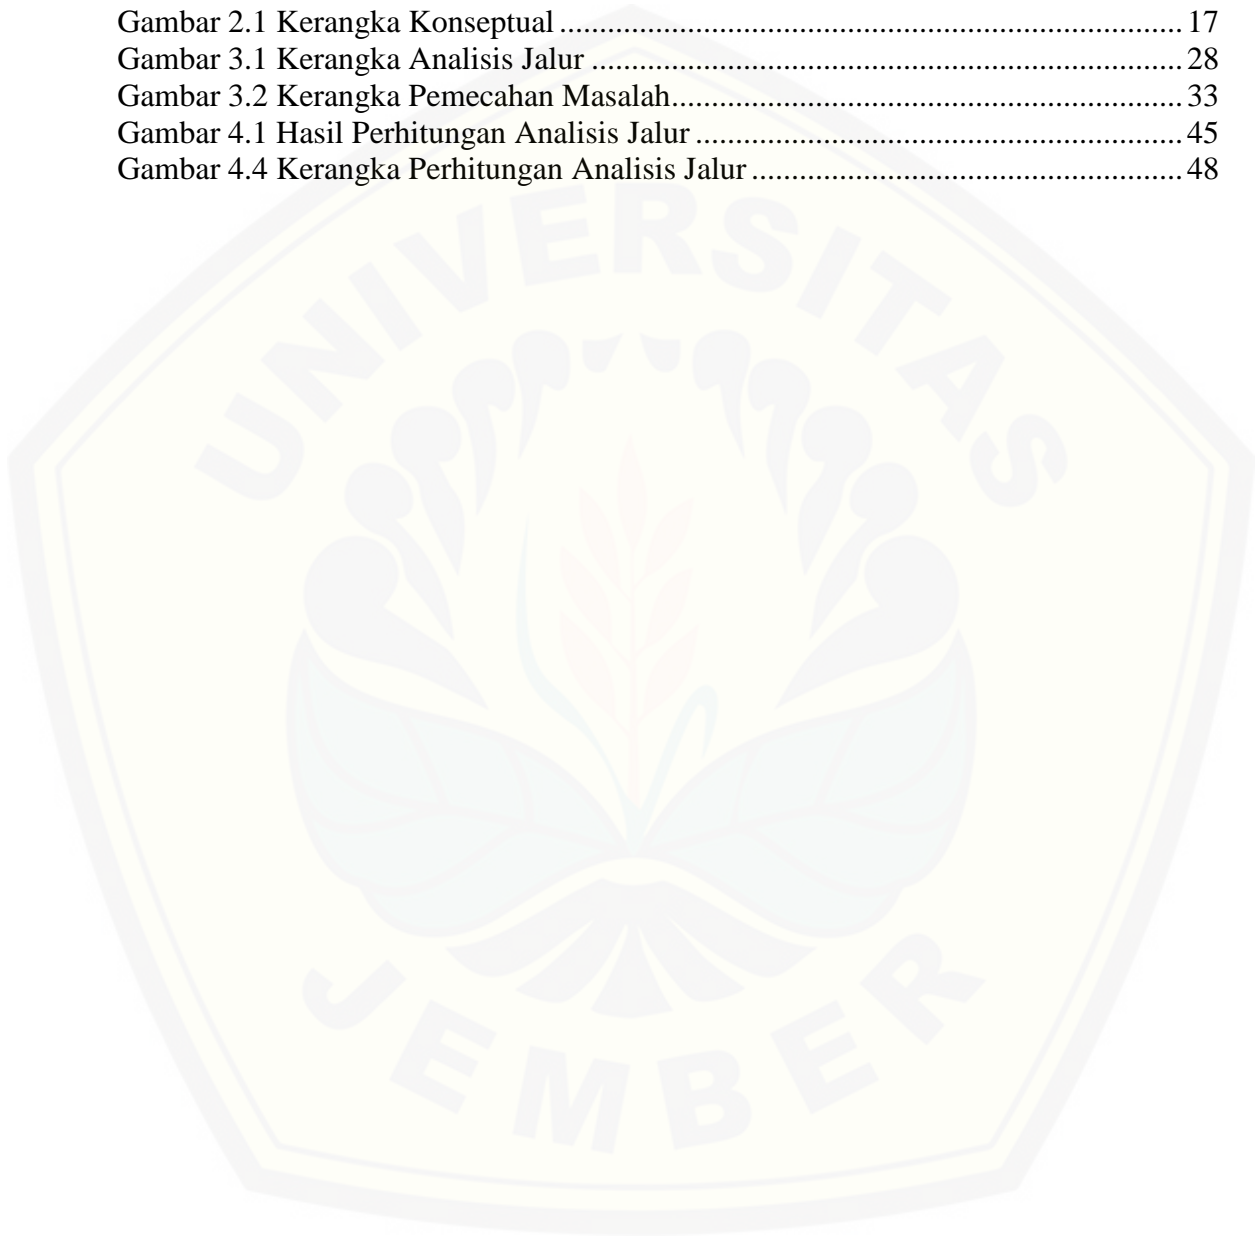 Gambar 2.1 Kerangka Konseptual ........................................................................... 17
Gambar 3.1 Kerangka Analisis Jalur ....................................................................... 28
Gambar 3.2 Kerangka Pemecahan Masalah.............................................................. 33
Gambar 4.1 Hasil Perhitungan Analisis Jalur ........................................................... 45
Gambar 4.4 Kerangka Perhitungan Analisis Jalur .................................................... 48
UNIVERSITAS
JEMBER